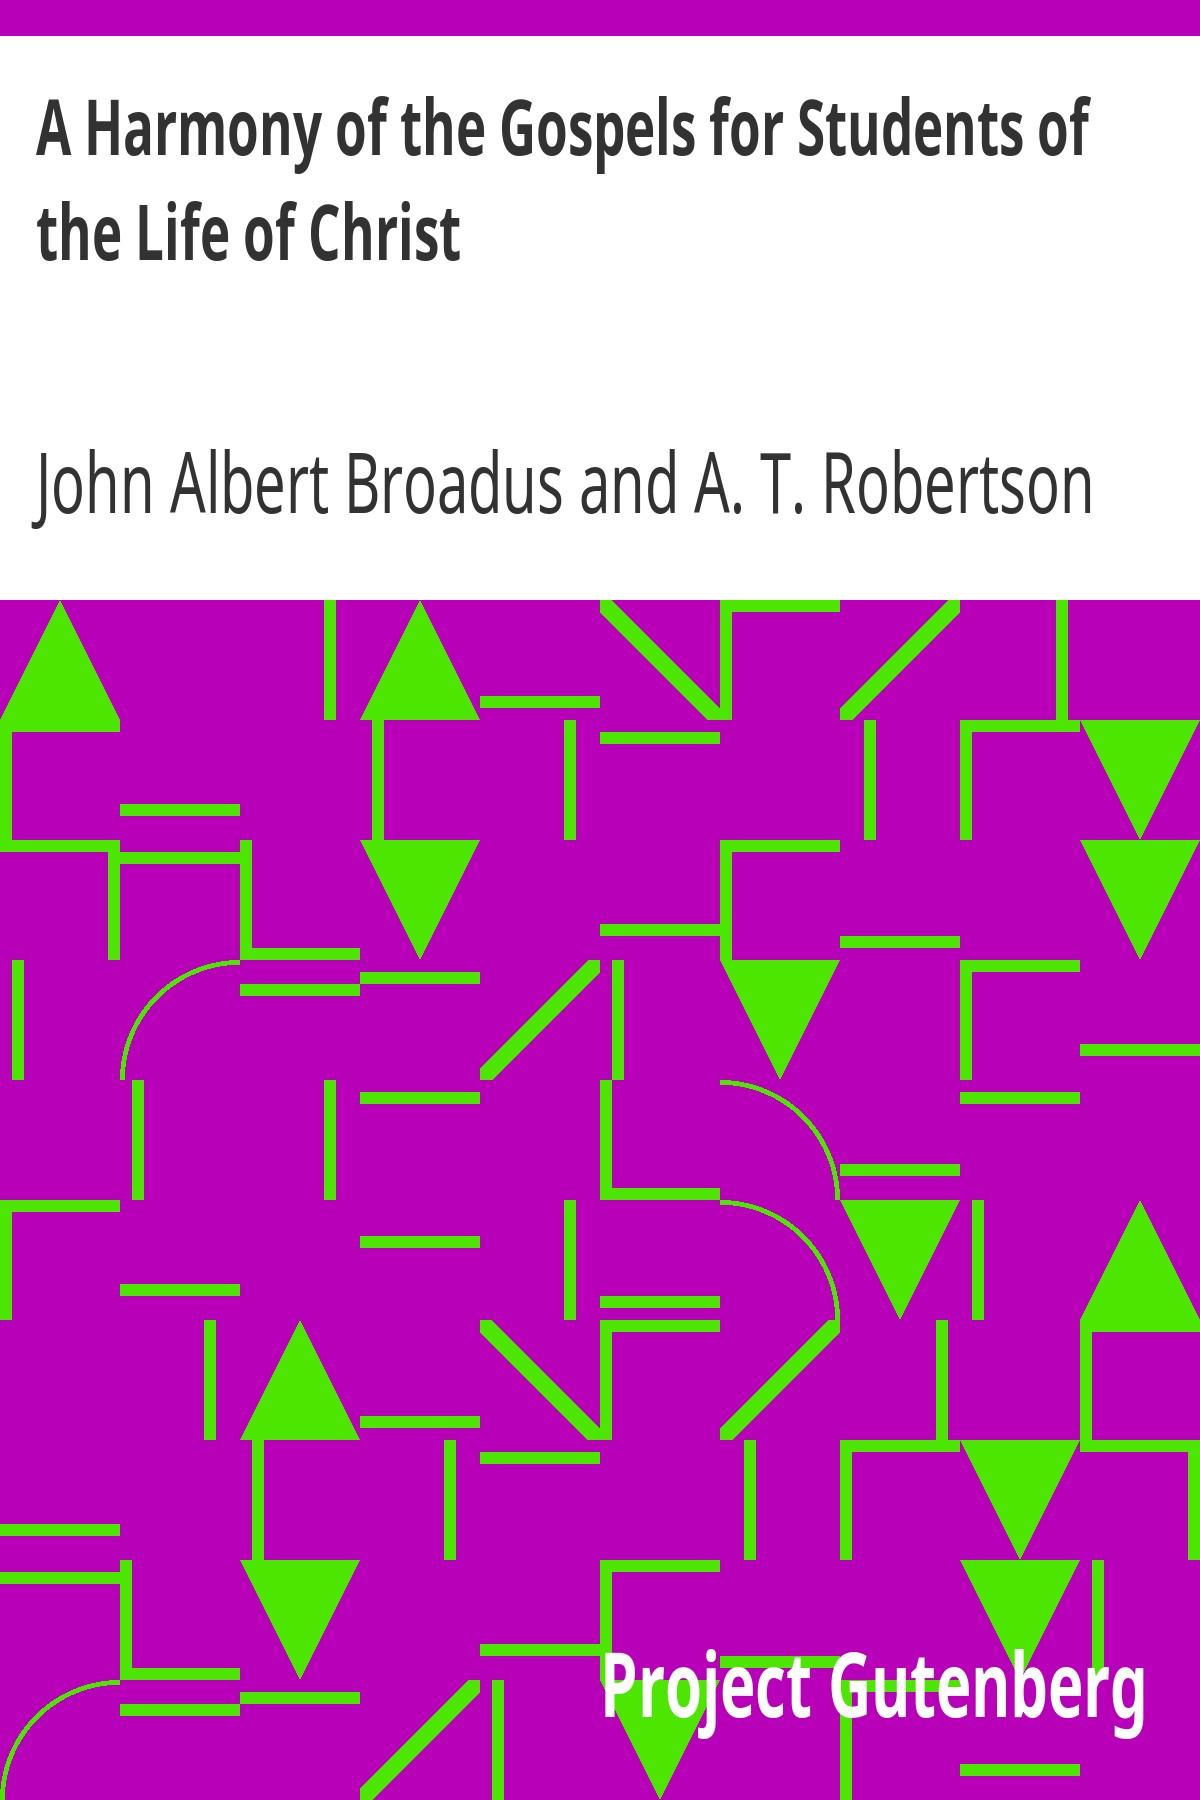 A Harmony of the Gospels for Students of
the Life of Christ
John Albert Broadus and A. T. Robertson
Project Gutenberg